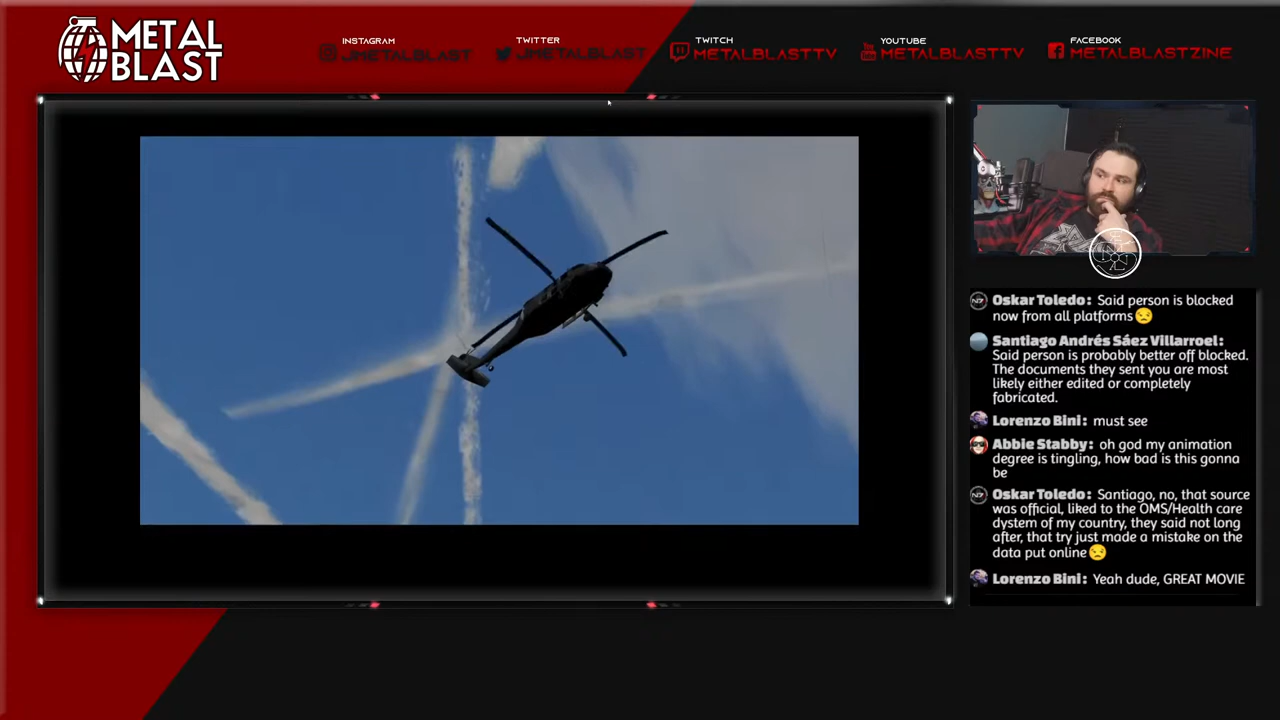 METAL
BLAST
INSTAGRAM
JMETALBLAST
TWITTER
JMETALBLAST
TWITCH
METALBLASTTV
YOUTUBE
METALBLASTTV
FACEBOOK
METALBLASTZINE
Oskar Toledo: Said person is blocked
now from all platforms😒
Santiago Andrés Sáez Villarroel:
Said person is probably better off blocked.
The documents they sent you are most
likely either edited or completely
fabricated.
Lorenzo Bini: must see
Abbie Stabby: oh god my animation
degree is tingling, how bad is this gonna
be
Oskar Toledo: Santiago, no, that source
was official, liked to the OMS/Health care
dystem of my country, they said not long
after, that try just made a mistake on the
data put online😒
Lorenzo Bini: Yeah dude, GREAT MOVIE